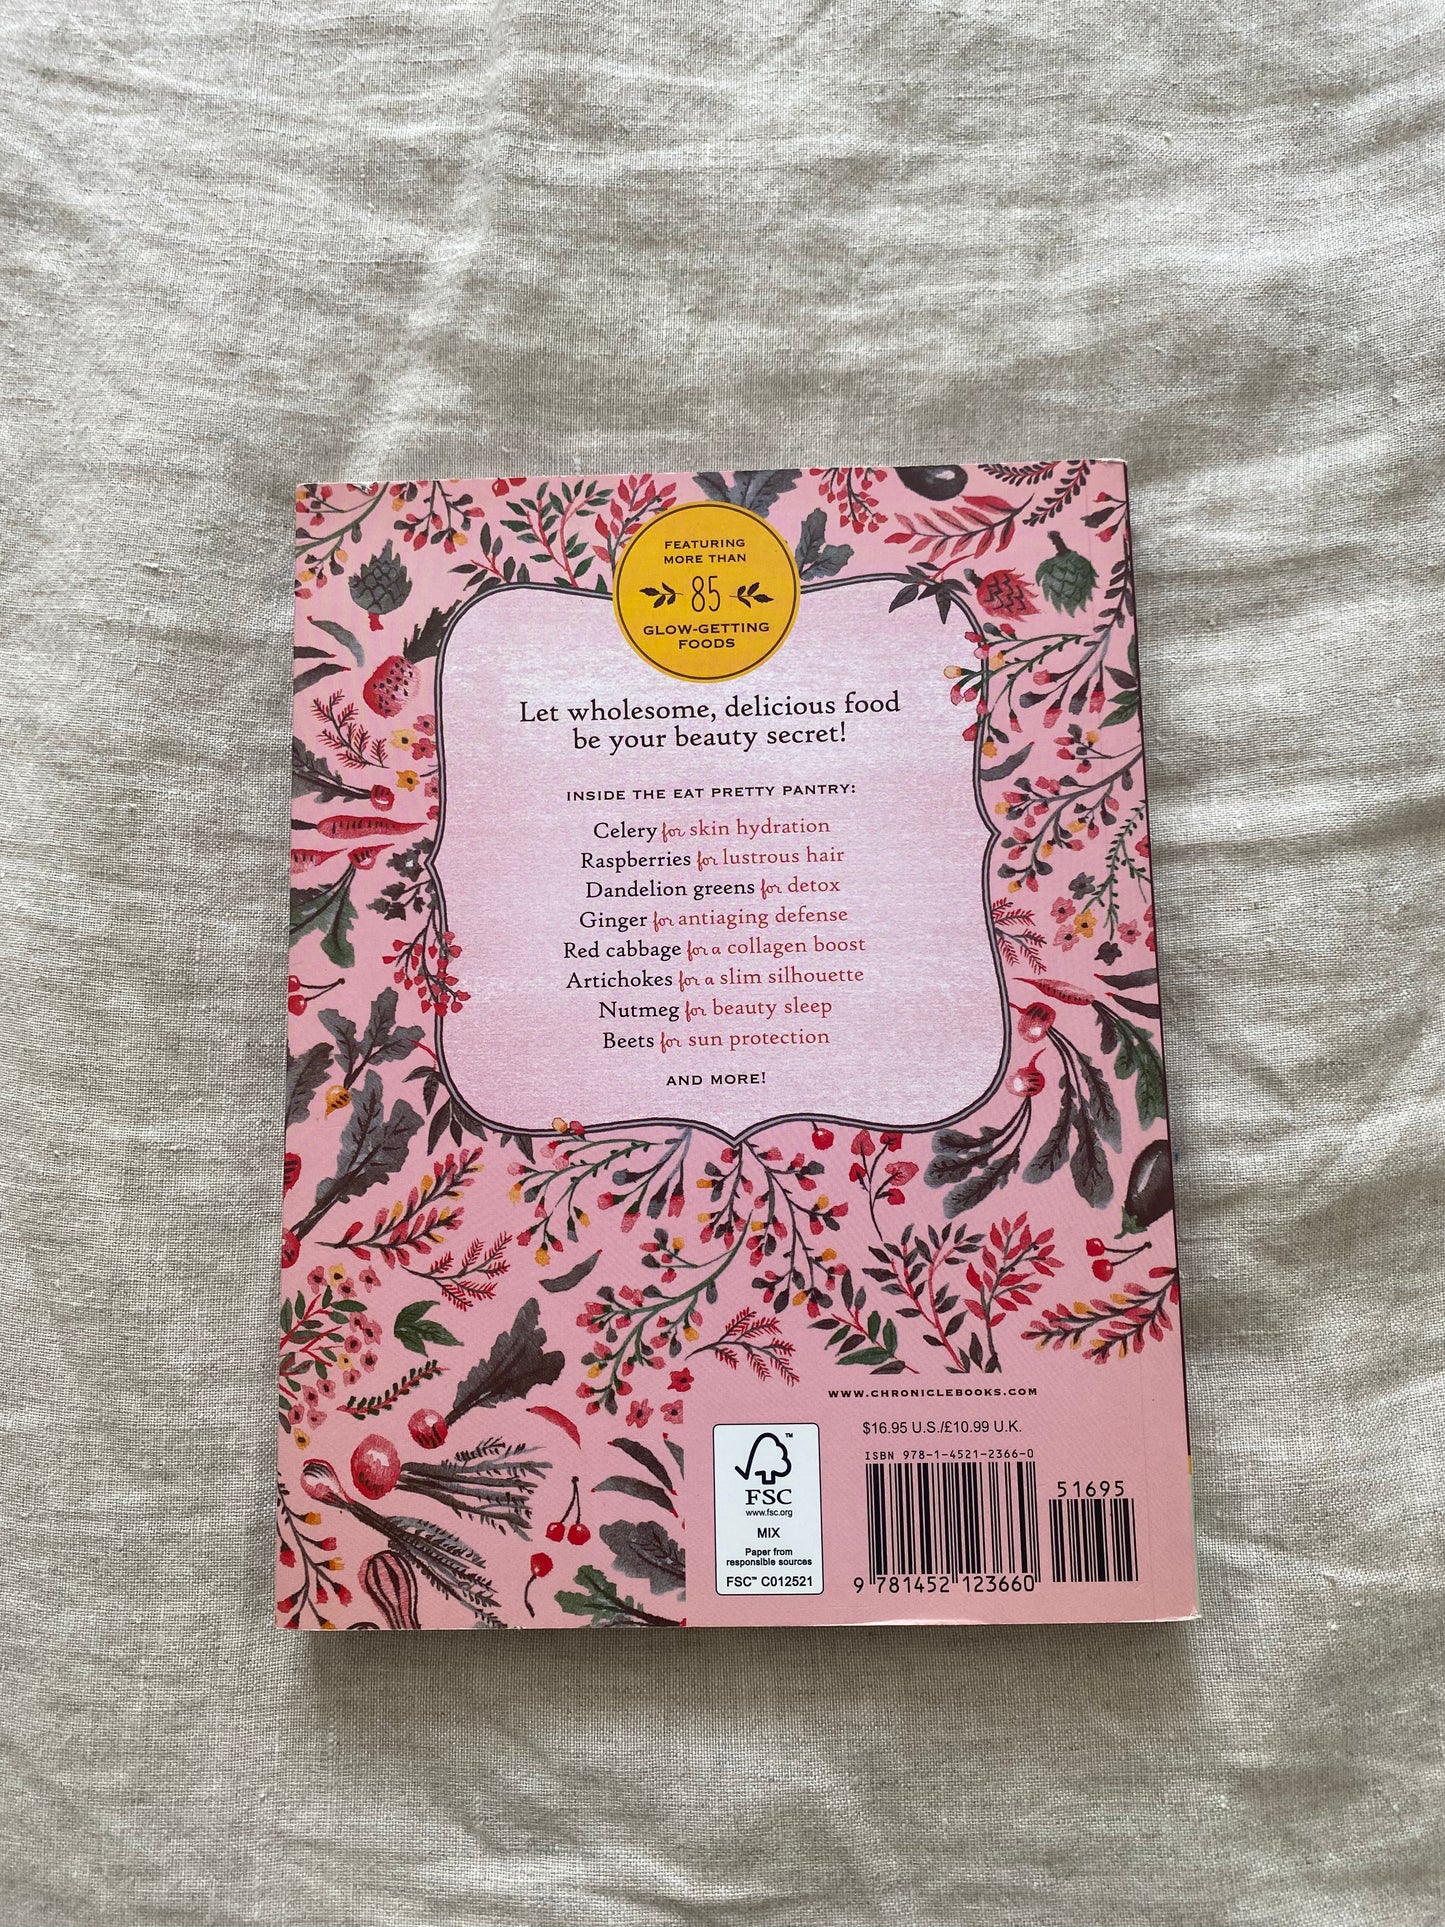 FEATURING
MORE THAN
85
GLOW-GETTING
FOODS
Let wholesome, delicious food
be your beauty secret!
INSIDE THE EAT PRETTY PANTRY:
Celery for skin hydration
Raspberries for lustrous hair
Dandelion greens for detox
Ginger for antiaging defense
Red cabbage for a collagen boost
Artichokes for a slim silhouette
Nutmeg for beauty sleep
Beets for sun protection
AND MORE!
WWW.CHRONICLEBOOKS.COM
$16.95 U.S./£10.99 U.K.
ISBN 978-1-4521-2366-0
51695
9 781452 123660
™
FSC
www.fsc.org
MIX
Paper from
responsible sources
FSC™ C012521